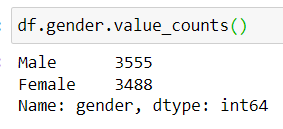 df.gender.value_counts()
Male      3555
Female    3488
Name: gender, dtype: int64